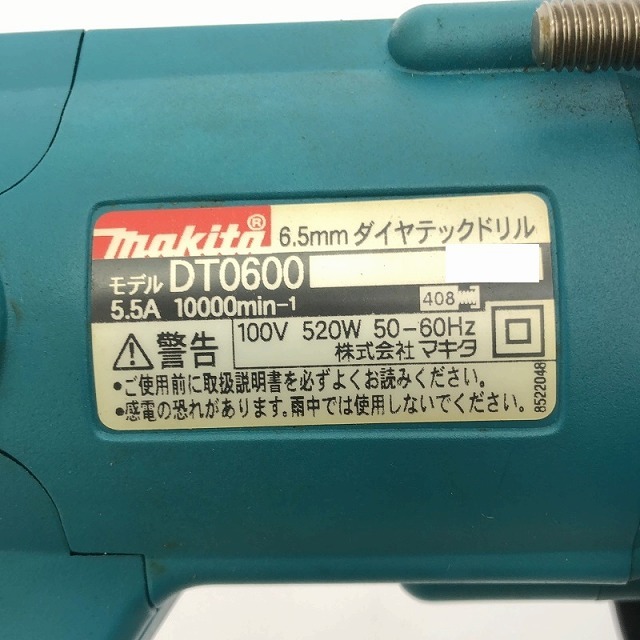 makita® 6.5mm ダイヤテックドリル
モデル DT0600
5.5A 10000min-1
408
100V 520W 50-60Hz
警告
株式会社 マキタ
•ご使用前に取扱説明書を必ずよくお読みください。
•感電の恐れがあります。雨中では使用しないでください。
8522048